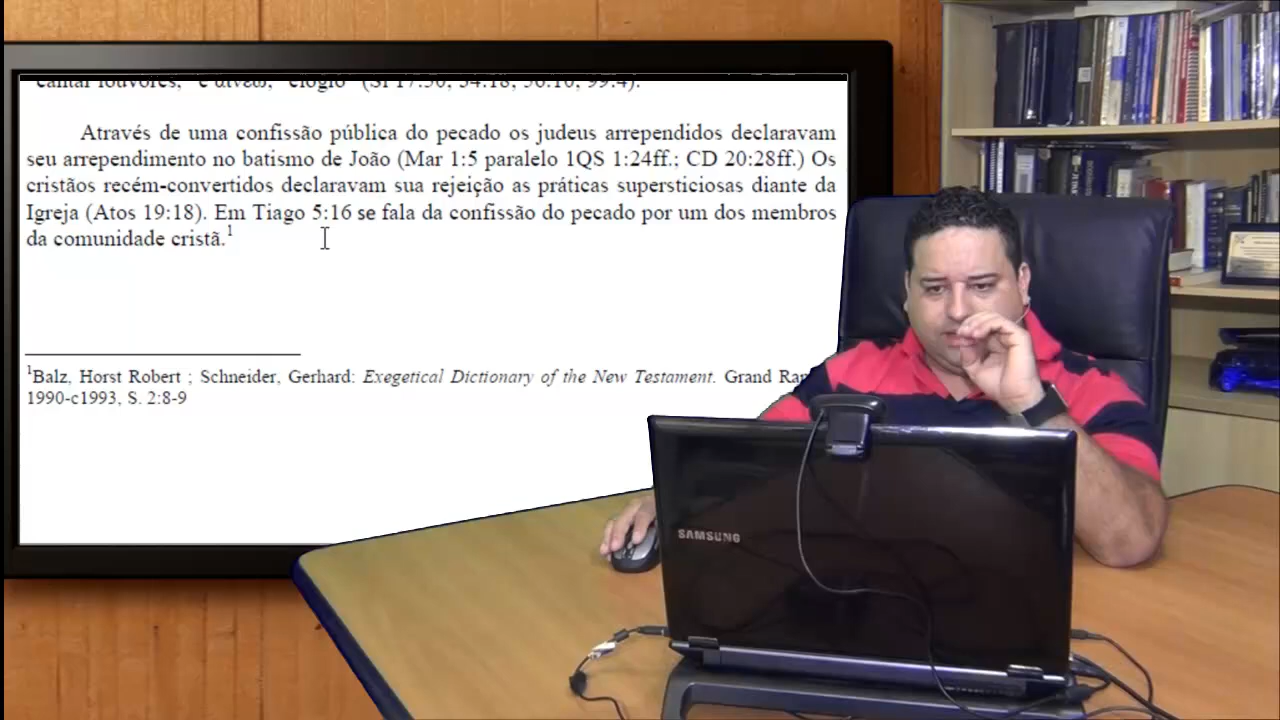 cantar louvores,
elogio
Através de uma confissão pública do pecado os judeus arrependidos declaravam
seu arrependimento no batismo de João (Mar 1:5 paralelo 1QS 1:24ff.; CD 20:28ff.) Os
cristãos recém-convertidos declaravam sua rejeição as práticas supersticiosas diante da
Igreja (Atos 19:18). Em Tiago 5:16 se fala da confissão do pecado por um dos membros
da comunidade cristã.1
1Balz, Horst Robert ; Schneider, Gerhard: Exegetical Dictionary of the New Testament. Grand
1990-c1993, S. 2:8-9
SAMSUNG